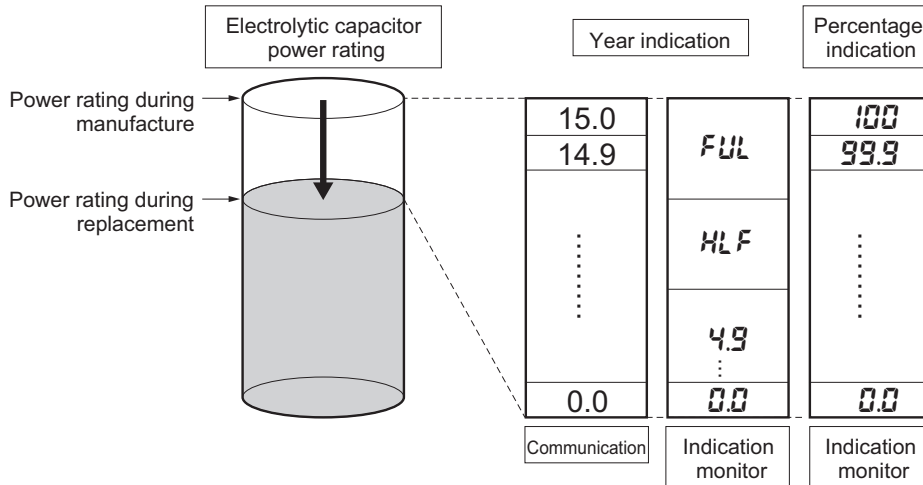 Electrolytic capacitor
power rating
Year indication
Percentage
indication
Power rating during
manufacture
Power rating during
replacement
15.0
14.9
0.0
FUL
HLF
4.9
0.0
100
99.9
0.0
Communication
Indication
monitor
Indication
monitor